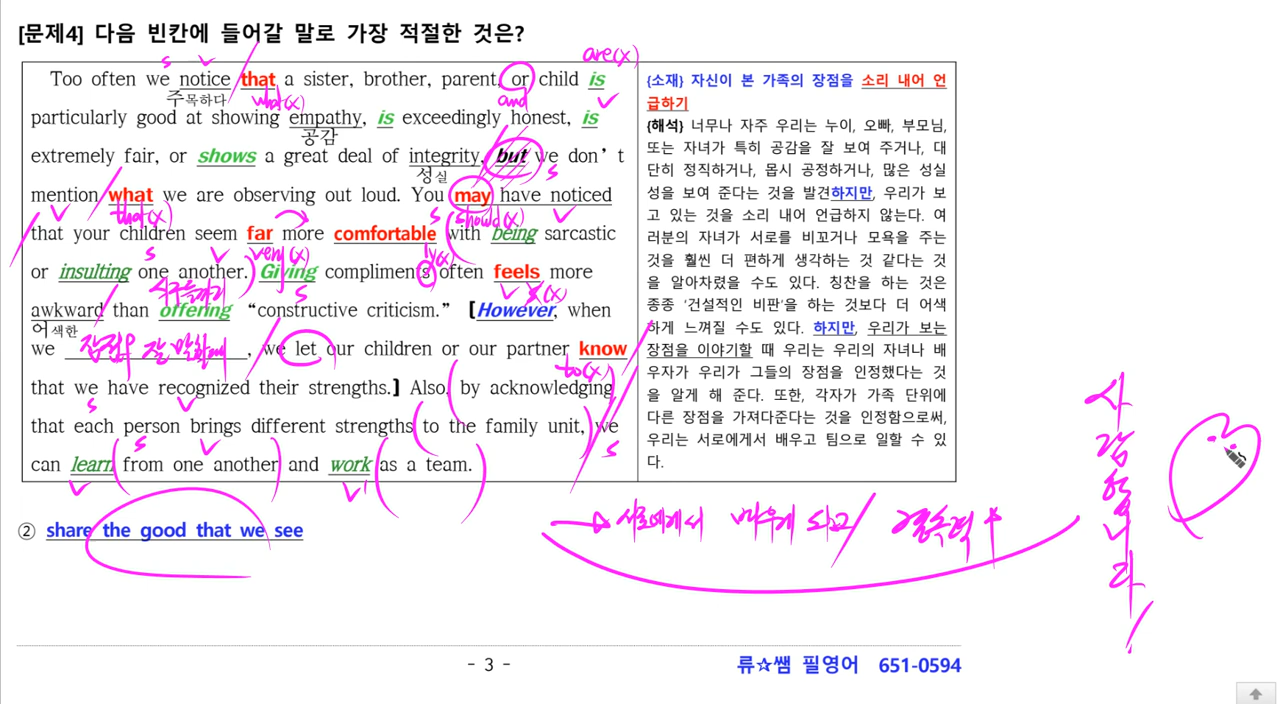 [문제4] 다음 빈칸에 들어갈 말로 가장 적절한 것은?
are(x)
s
Too often we notice that a sister, brother, parent, or child is
주목하다 what(x) and
particularly good at showing empathy, is exceedingly honest, is
공감
extremely fair, or shows a great deal of integrity, but we don't
성실 s
mention what we are observing out loud. You may have noticed
that(x) s should(x)
that your children seem far more comfortable with being sarcastic
s very(x) ly(x)
or insulting one another. Giving compliments often feels more
s x(x)
awkward than offering "constructive criticism." [However, when
어색한
we , we let our children or our partner know
to(x)
that we have recognized their strengths.] Also, by acknowledging,
s
that each person brings different strengths to the family unit, we
s s
can learn from one another and work as a team.
{소재} 자신이 본 가족의 장점을 소리 내어 언
급하기
{해석} 너무나 자주 우리는 누이, 오빠, 부모님,
또는 자녀가 특히 공감을 잘 보여 주거나, 대
단히 정직하거나, 몹시 공정하거나, 많은 성실
성을 보여 준다는 것을 발견하지만, 우리가 보
고 있는 것을 소리 내어 언급하지 않는다. 여
러분의 자녀가 서로를 비꼬거나 모욕을 주는
것을 훨씬 더 편하게 생각하는 것 같다는 것
을 알아차렸을 수도 있다. 칭찬을 하는 것은
종종 '건설적인 비판'을 하는 것보다 더 어색
하게 느껴질 수도 있다. 하지만, 우리가 보는
장점을 이야기할 때 우리는 우리의 자녀나 배
우자가 우리가 그들의 장점을 인정했다는 것
을 알게 해 준다. 또한, 각자가 가족 단위에
다른 장점을 가져다준다는 것을 인정함으로써,
우리는 서로에게서 배우고 팀으로 일할 수 있
다.
② share the good that we see
→ 서로에게서 배우게 되고
사랑합니다!
- 3 -
류☆쌤 필영어 651-0594